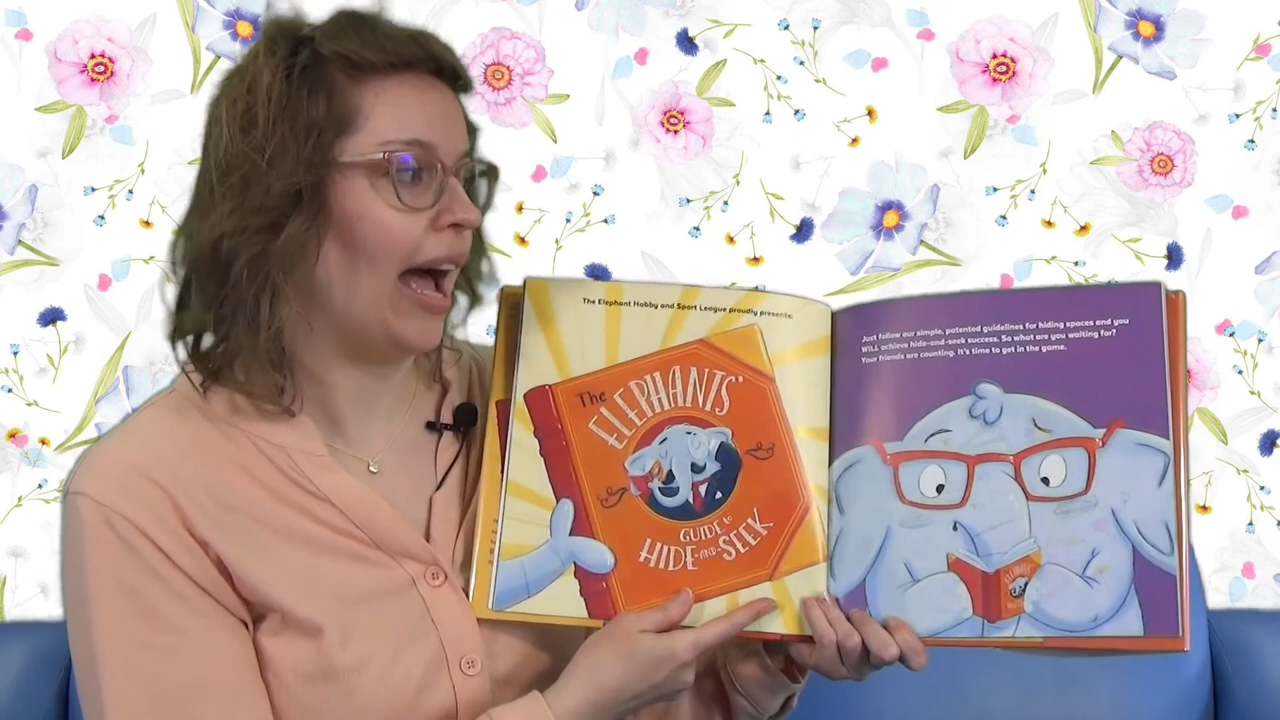 The Elephant Hobby and Sport League proudly presents:
The
ELEPHANTS'
GUIDE to
HIDE-AND-SEEK
Just follow our simple, patented guidelines for hiding spaces and you
WILL achieve hide-and-seek success. So what are you waiting for?
Your friends are counting. It's time to get in the game.
ELEPHANTS'